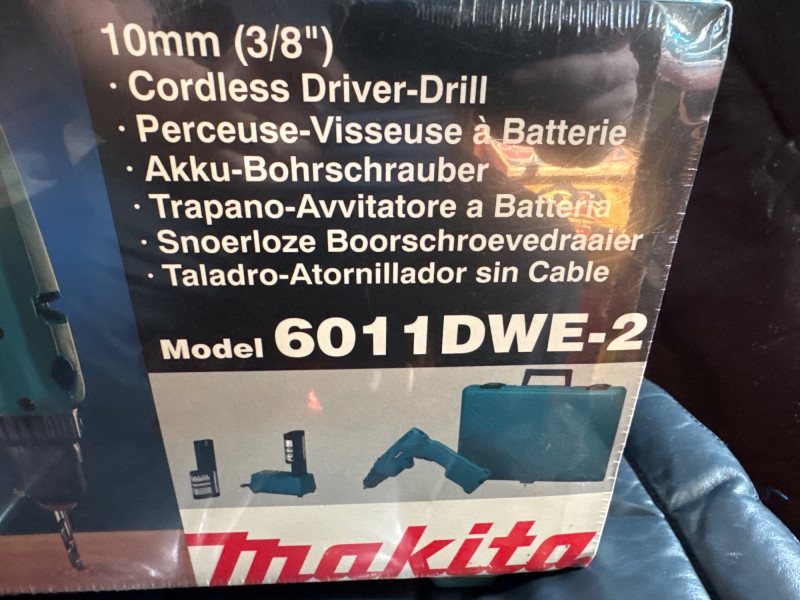 10mm (3/8")
· Cordless Driver-Drill
· Perceuse-Visseuse à Batterie
· Akku-Bohrschrauber
· Trapano-Avvitatore a Batteria
· Snoerloze Boorschroevedraaier
· Taladro-Atornillador sin Cable
Model 6011DWE-2
makita